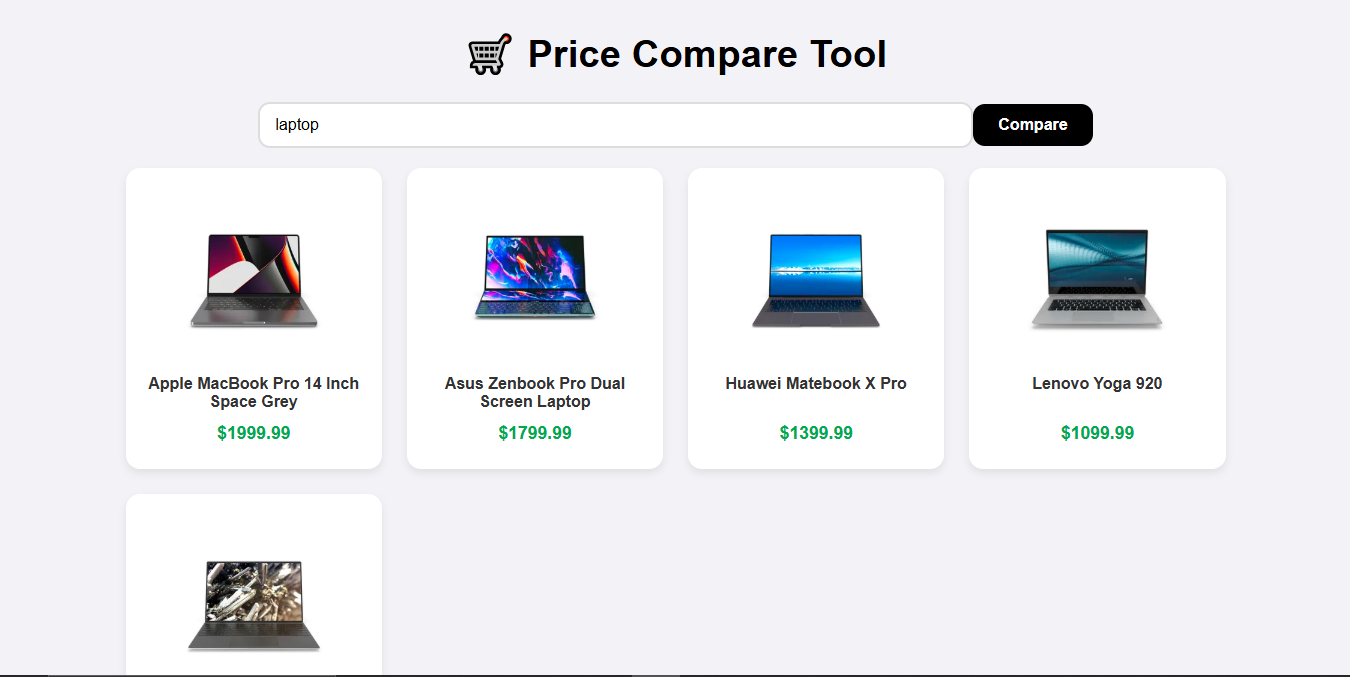 Price Compare Tool
laptop
Compare
Apple MacBook Pro 14 Inch
Space Grey
$1999.99
Asus Zenbook Pro Dual
Screen Laptop
$1799.99
Huawei Matebook X Pro
$1399.99
Lenovo Yoga 920
$1099.99